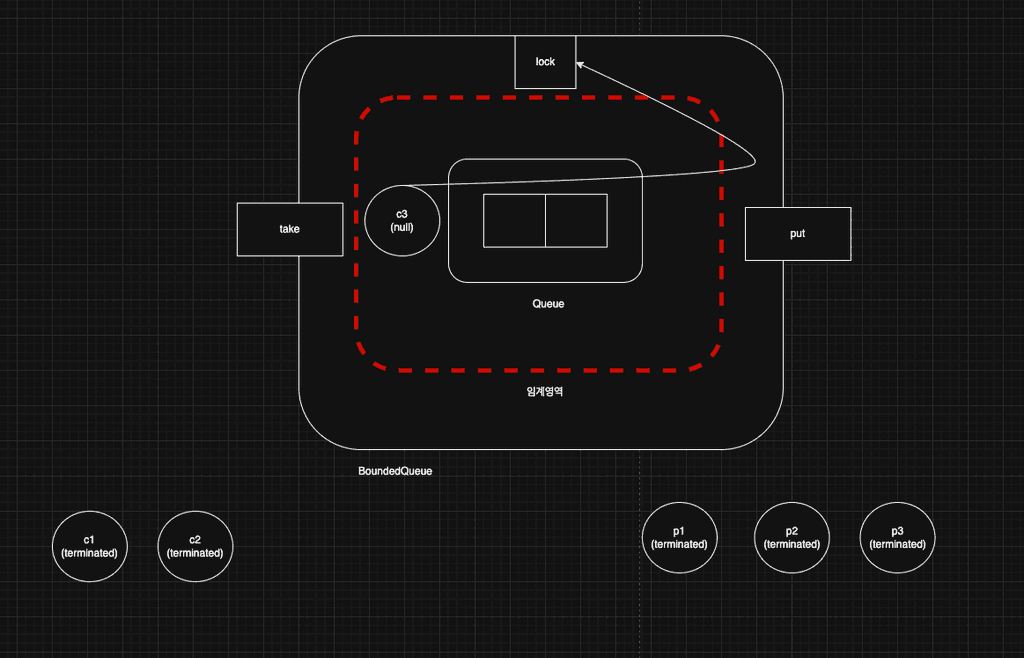 lock
c3
(null)
take
put
Queue
임계영역
BoundedQueue
c1
(terminated)
c2
(terminated)
p1
(terminated)
p2
(terminated)
p3
(terminated)